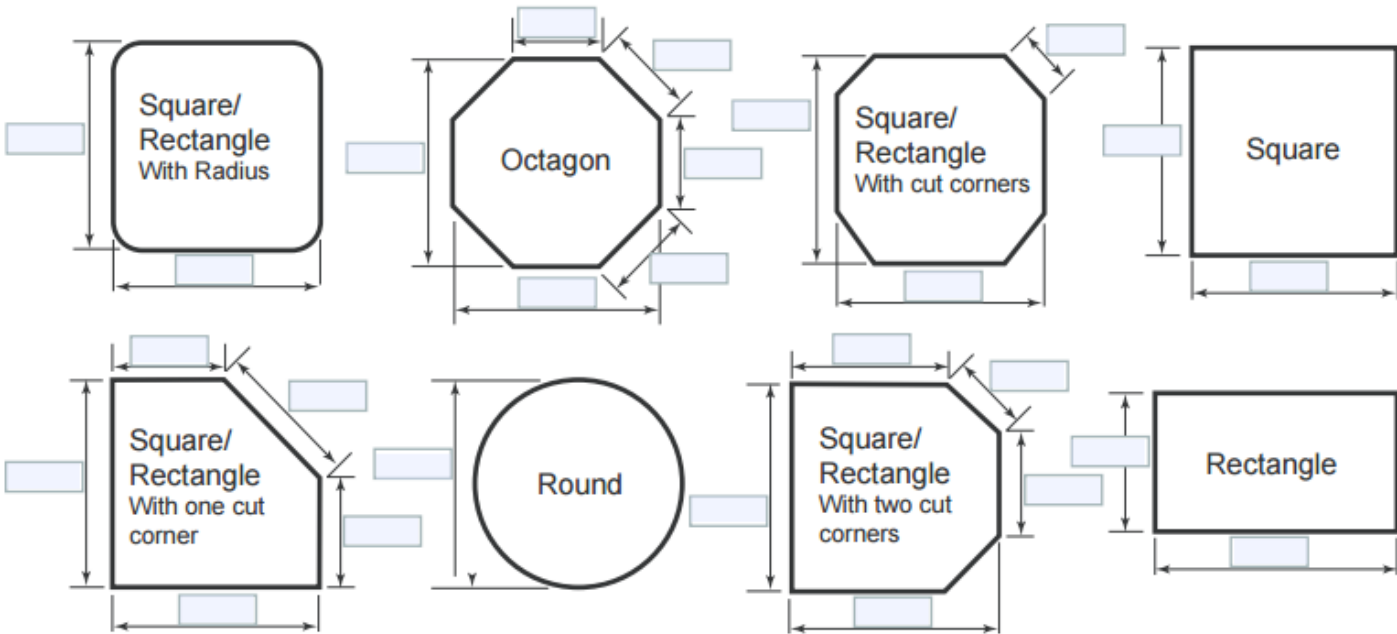 Square/
Rectangle
With Radius
Octagon
Square/
Rectangle
With cut corners
Square
Square/
Rectangle
With one cut
corner
Round
Square/
Rectangle
With two cut
corners
Rectangle